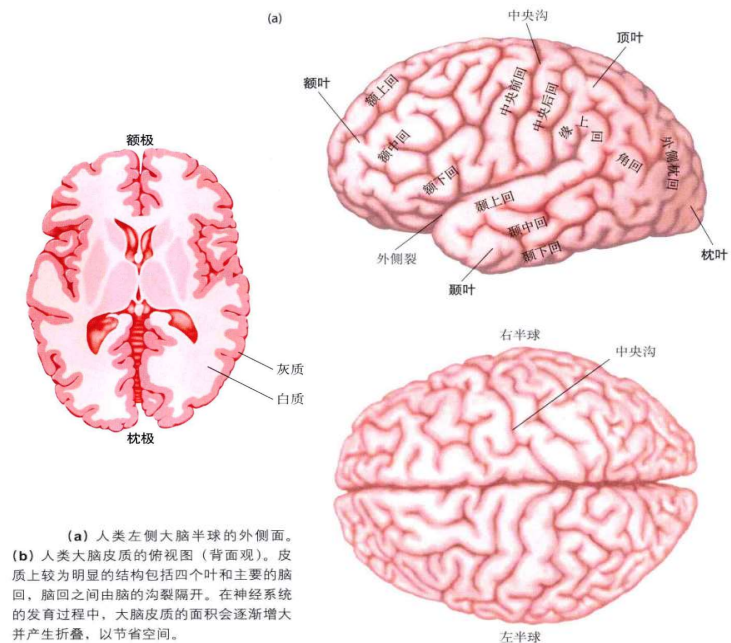 (a)
中央沟
顶叶
额叶
额上回
中央前回
中央后回
缘上回
额中回
角回
外侧枕回
额下回
颞上回
颞中回
颞下回
外侧裂
颞叶
枕叶
额极
灰质
白质
枕极
右半球
中央沟
左半球
(a) 人类左侧大脑半球的外侧面。
(b) 人类大脑皮质的俯视图（背面观）。皮
质上较为明显的结构包括四个叶和主要的脑
回，脑回之间由脑的沟裂隔开。在神经系统
的发育过程中，大脑皮质的面积会逐渐增大
并产生折叠，以节省空间。